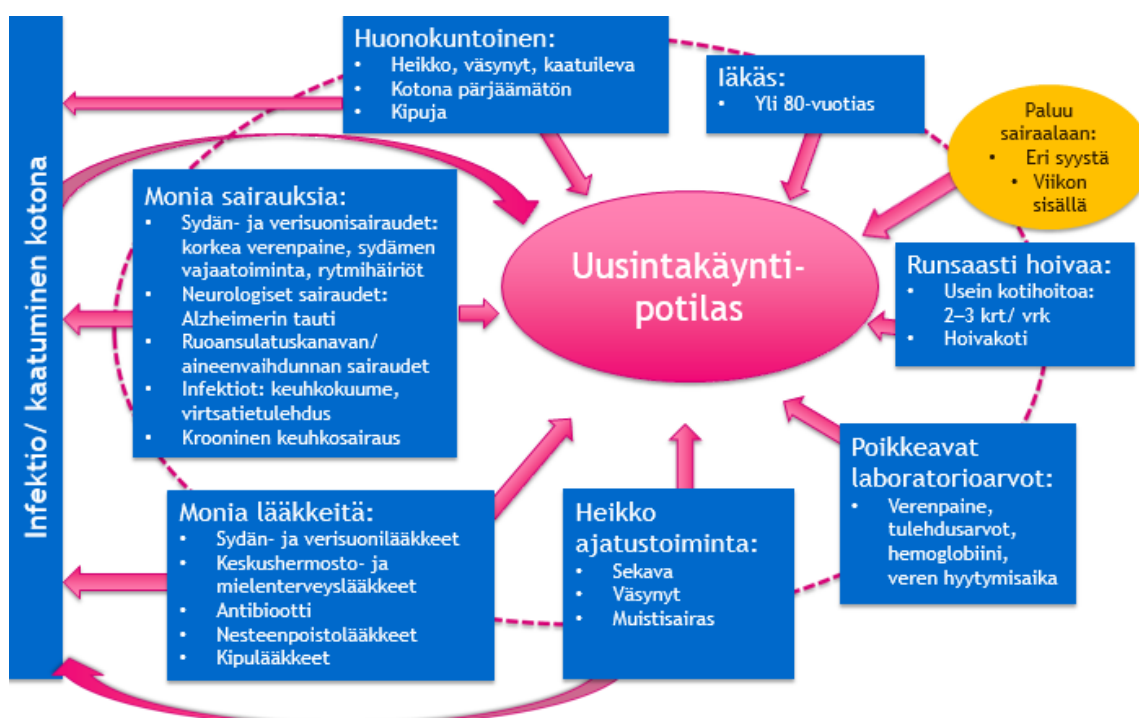 Infektio/ kaatuminen kotona
Huonokuntoinen:
• Heikko, väsynyt, kaatuileva
• Kotona pärjäämätön
• Kipuja
Iäkäs:
• Yli 80-vuotias
Paluu
sairaalaan:
• Eri syystä
• Viikon
sisällä
Monia sairauksia:
• Sydän- ja verisuonisairaudet:
korkea verenpaine, sydämen
vajaatoiminta, rytmihäiriöt
• Neurologiset sairaudet:
Alzheimerin tauti
• Ruoansulatuskanavan/
aineenvaihdunnan sairaudet
• Infektiot: keuhkokuume,
virtsatietulehdus
• Krooninen keuhkosairaus
Uusintakäynti-
potilas
Runsaasti hoivaa:
• Usein kotihoitoa:
2–3 krt/ vrk
• Hoivakoti
Monia lääkkeitä:
• Sydän- ja verisuonilääkkeet
• Keskushermosto- ja
mielenterveyslääkkeet
• Antibiootti
• Nesteenpoistolääkkeet
• Kipulääkkeet
Heikko
ajatustoiminta:
• Sekava
• Väsynyt
• Muistisairas
Poikkeavat
laboratorioarvot:
• Verenpaine,
tulehdusarvot,
hemoglobiini,
veren hyytymisaika